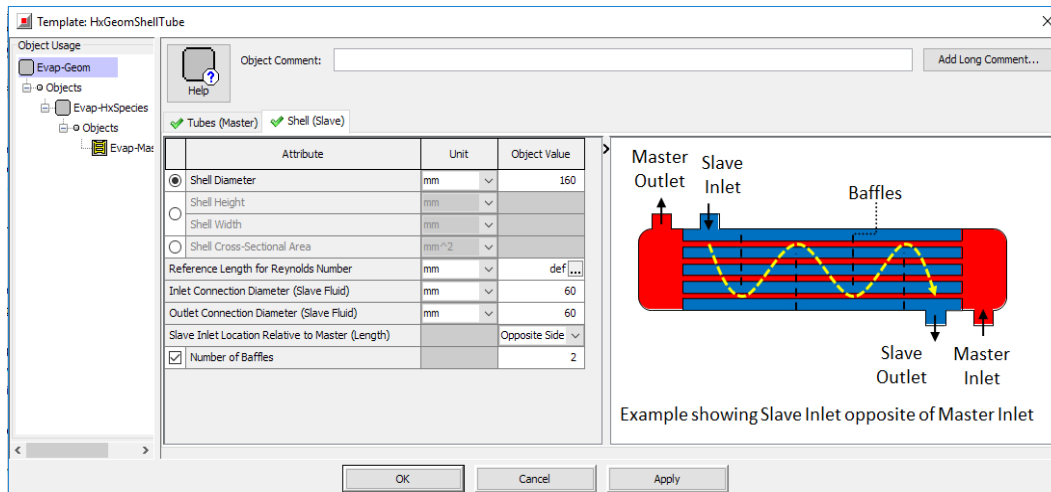 Template: HxGeomShellTube
Object Usage
Evap-Geom
Objects
Evap-HxSpecies
Objects
Evap-Mas
Help
Object Comment:
Add Long Comment...
Tubes (Master)
Shell (Slave)
Attribute Unit Object Value
Shell Diameter mm 160
Shell Height mm
Shell Width mm
Shell Cross-Sectional Area mm^2
Reference Length for Reynolds Number mm def ...
Inlet Connection Diameter (Slave Fluid) mm 60
Outlet Connection Diameter (Slave Fluid) mm 60
Slave Inlet Location Relative to Master (Length) Opposite Side
Number of Baffles 2
Master
Outlet
Slave
Inlet
Baffles
Slave
Outlet
Master
Inlet
Example showing Slave Inlet opposite of Master Inlet
OK
Cancel
Apply